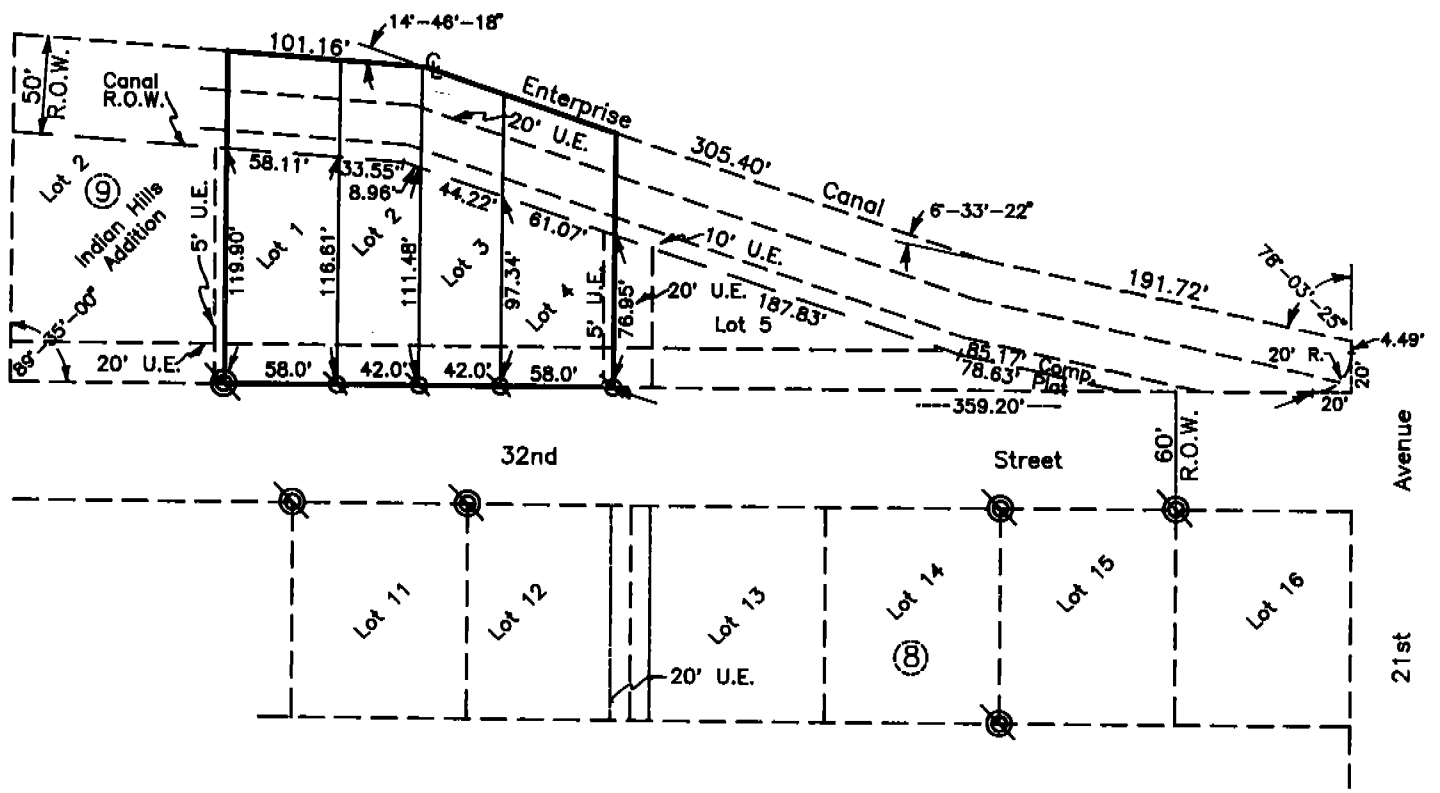 14'-46'-18"
101.16'
℄
50'
R.O.W.
Canal
R.O.W.
Enterprise
20' U.E.
305.40'
Canal
6'-33'-22"
78'-03'-25"
191.72'
4.49'
Lot 2
9
Indian Hills
Addition
5' U.E.
58.11'
33.55'
8.96'
44.22'
61.07'
10' U.E.
20' U.E.
187.83'
Lot 5
Lot 1
Lot 2
Lot 3
Lot 4
119.90'
116.61'
111.48'
97.34'
5' U.E.
76.95'
89'-35'-00"
20' U.E.
58.0'
42.0'
42.0'
58.0'
85.17' Comp.
78.63' Plat
20' R.
20'
20'
359.20'
32nd
Street
60'
R.O.W.
Avenue
Lot 11
Lot 12
Lot 13
Lot 14
Lot 15
Lot 16
8
20' U.E.
21st